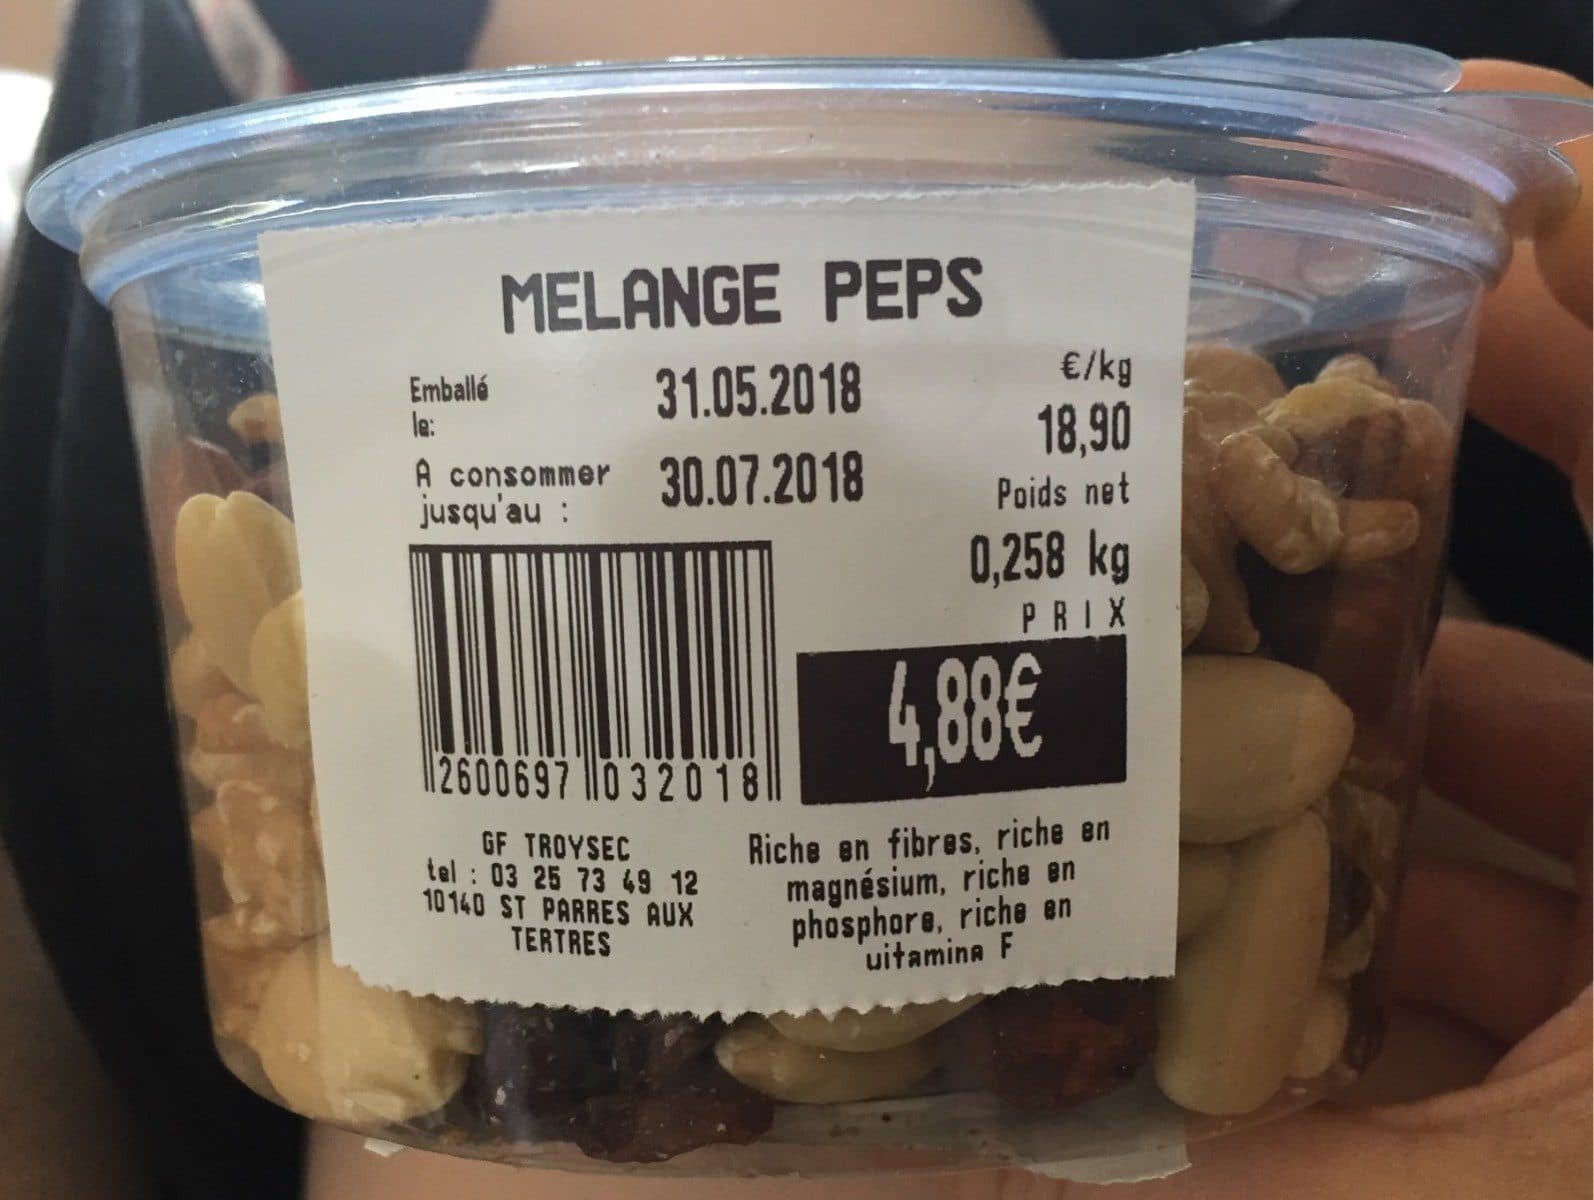 MELANGE PEPS
Emballé
le:
31.05.2018
A consommer
jusqu'au :
30.07.2018
€/kg
18,90
Poids net
0,258 kg
PRIX
4,88€
2600697 032018
GF TROYSEC
tel : 03 25 73 49 12
10140 ST PARRES AUX
TERTRES
Riche en fibres, riche en
magnésium, riche en
phosphore, riche en
vitamine F